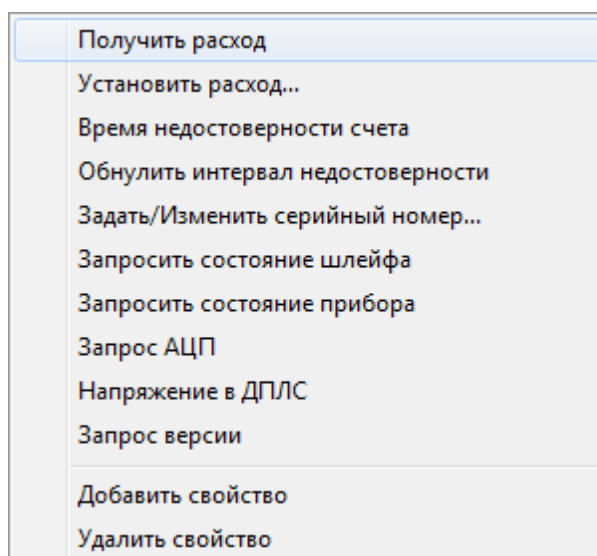 Получить расход
Установить расход...
Время недостоверности счета
Обнулить интервал недостоверности
Задать/Изменить серийный номер...
Запросить состояние шлейфа
Запросить состояние прибора
Запрос АЦП
Напряжение в ДПЛС
Запрос версии
Добавить свойство
Удалить свойство